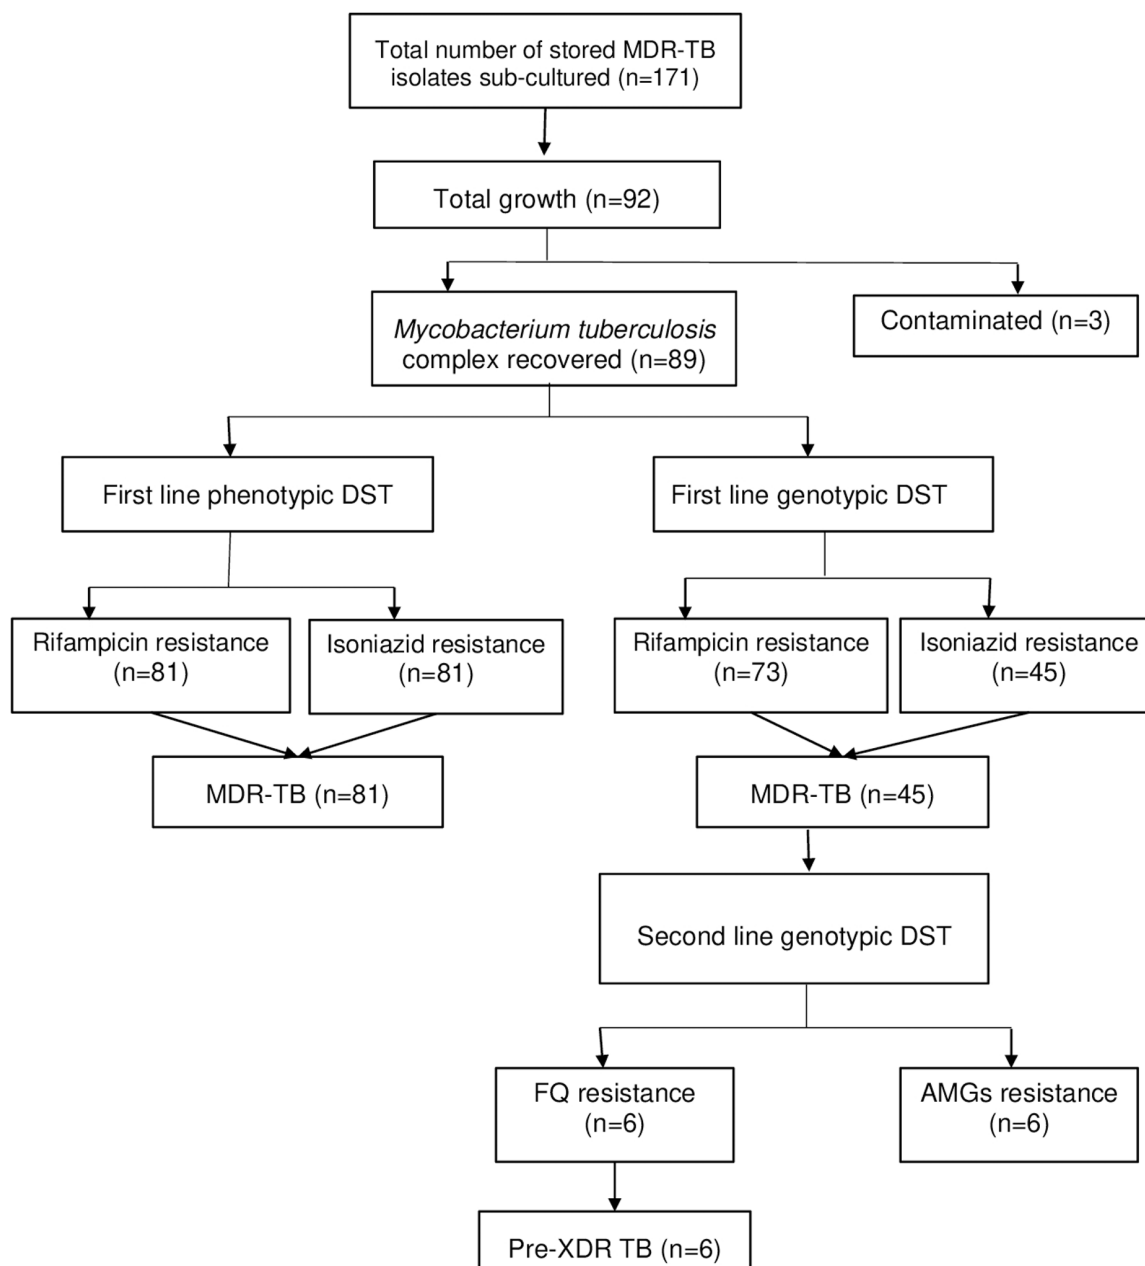 Total number of stored MDR-TB
isolates sub-cultured (n=171)
Total growth (n=92)
Mycobacterium tuberculosis
complex recovered (n=89)
Contaminated (n=3)
First line phenotypic DST
First line genotypic DST
Rifampicin resistance
(n=81)
Isoniazid resistance
(n=81)
Rifampicin resistance
(n=73)
Isoniazid resistance
(n=45)
MDR-TB (n=81)
MDR-TB (n=45)
Second line genotypic DST
FQ resistance
(n=6)
AMGs resistance
(n=6)
Pre-XDR TB (n=6)